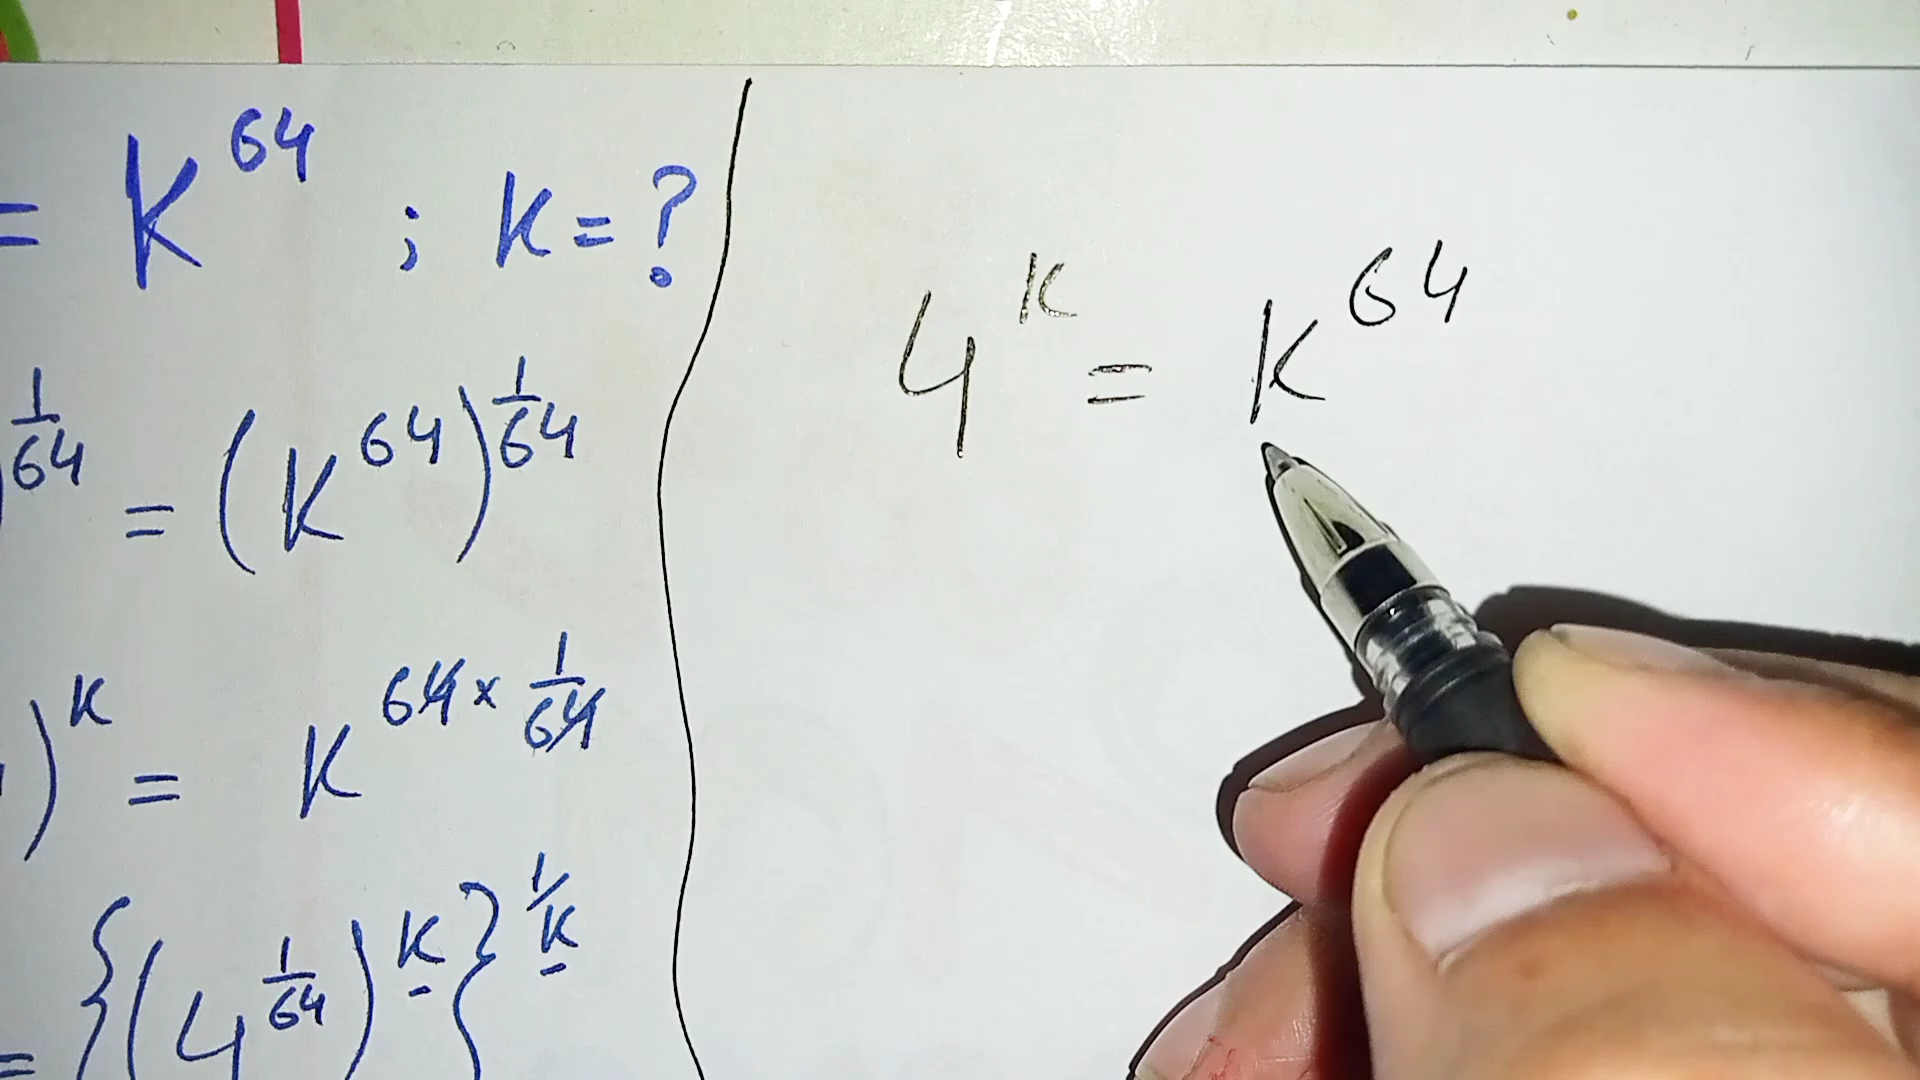 = K^64 ; K = ?
)^1/64 = (K^64)^1/64
)^K = K^64 × 1/64
= {(4^1/64)^K}^1/K
4^K = K^64